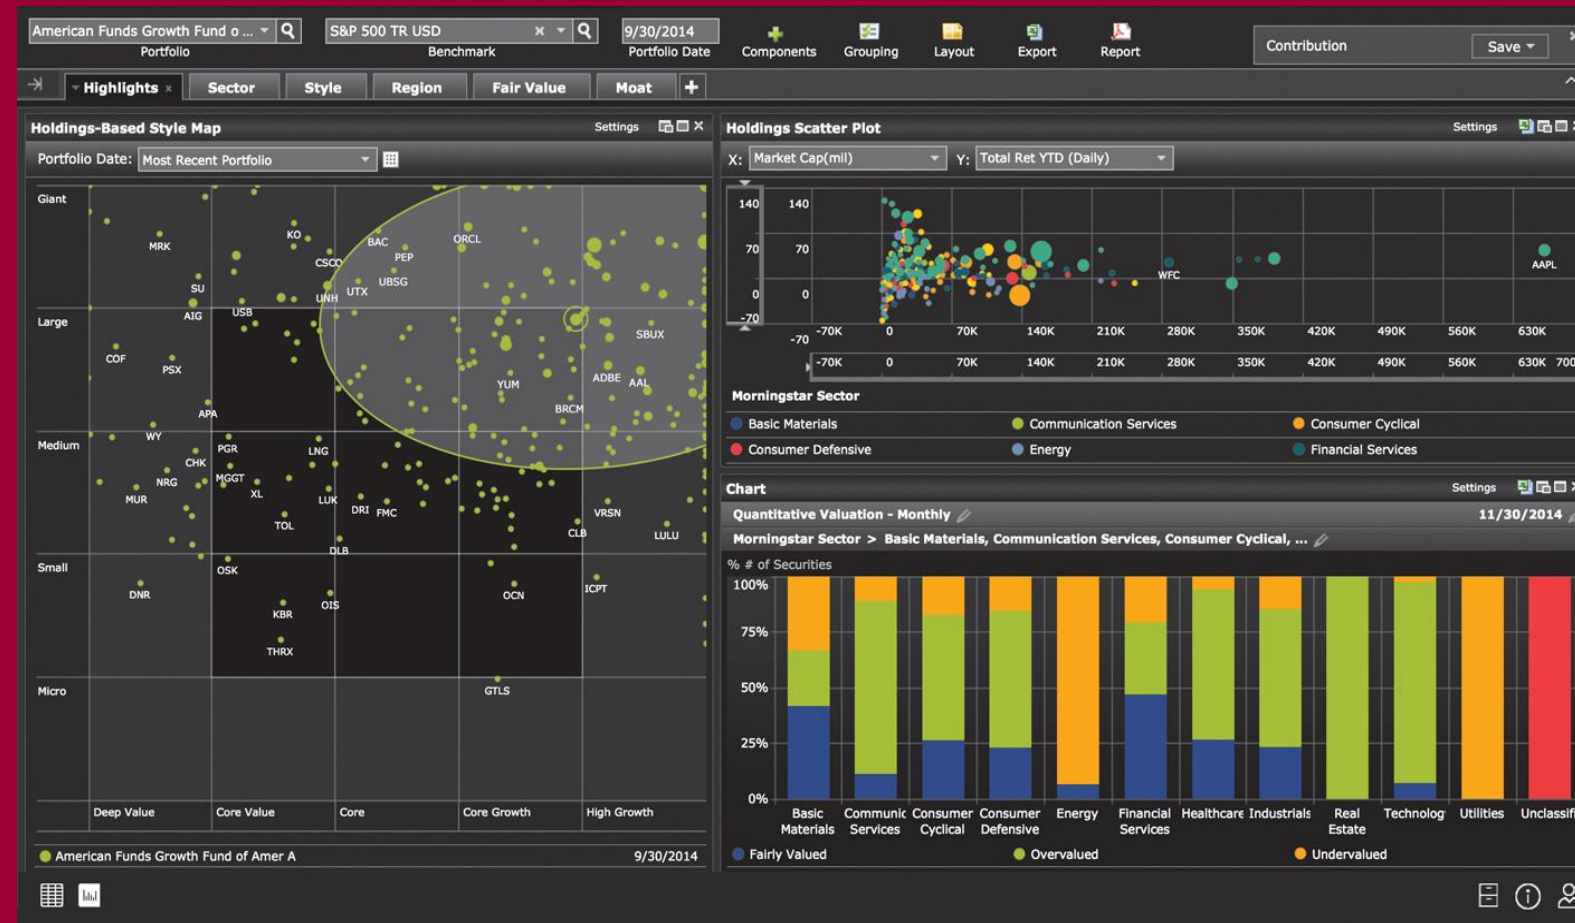 American Funds Growth Fund o ...
S&P 500 TR USD
9/30/2014
Portfolio
Benchmark
Portfolio Date
Components
Grouping
Layout
Export
Report
Contribution
Save
Highlights
Sector
Style
Region
Fair Value
Moat
Holdings-Based Style Map
Settings
Portfolio Date: Most Recent Portfolio
Giant
MRK
KO
BAC
ORCL
CSCO
PEP
SU
UNH
UTX
UBSG
AIG
USB
Large
SBUX
COF
PSX
YUM
ADBE
AAL
APA
BRCM
Medium
WY
PGR
LNG
CHK
NRG
MGGT
MUR
XL
LUK
DRI
FMC
VRSN
TOL
CLB
LULU
DLB
Small
OSK
DNR
KBR
OIS
OCN
ICPT
THRX
Micro
GTLS
Deep Value
Core Value
Core
Core Growth
High Growth
American Funds Growth Fund of Amer A
9/30/2014
Holdings Scatter Plot
Settings
X: Market Cap(mil)
Y: Total Ret YTD (Daily)
140
140
70
70
0
0
-70
-70
WFC
AAPL
-70K 0 70K 140K 210K 280K 350K 420K 490K 560K 630K
-70K 0 70K 140K 210K 280K 350K 420K 490K 560K 630K 700
Morningstar Sector
Basic Materials
Communication Services
Consumer Cyclical
Consumer Defensive
Energy
Financial Services
Chart
Settings
Quantitative Valuation - Monthly
11/30/2014
Morningstar Sector > Basic Materials, Communication Services, Consumer Cyclical, ...
% # of Securities
100%
75%
50%
25%
0%
Basic Materials
Communic Services
Consumer Cyclical
Consumer Defensive
Energy
Financial Services
Healthcare
Industrials
Real Estate
Technolog
Utilities
Unclassifi
Fairly Valued
Overvalued
Undervalued